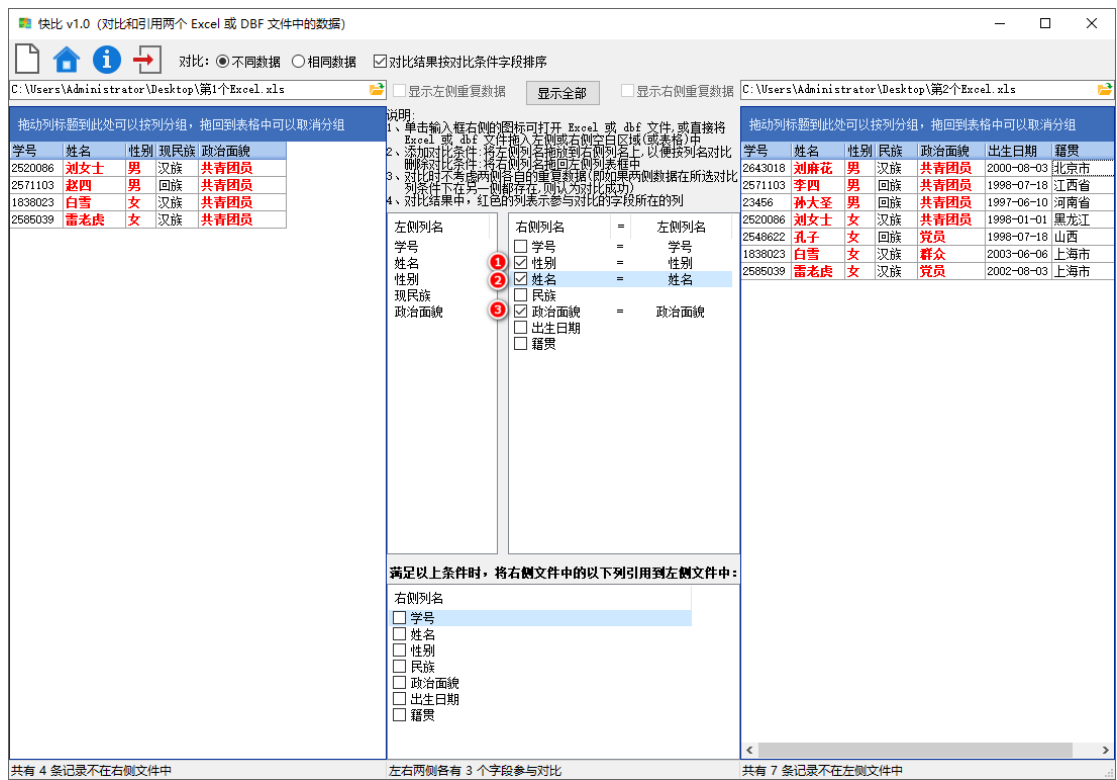 快比 v1.0 (对比和引用两个 Excel 或 DBF 文件中的数据)
对比: 不同数据 相同数据 对比结果按对比条件字段排序
C:\Users\Administrator\Desktop\第1个Excel.xls
显示左侧重复数据 显示全部 显示右侧重复数据
C:\Users\Administrator\Desktop\第2个Excel.xls
拖动列标题到此处可以按列分组，拖回到表格中可以取消分组
学号 姓名 性别 现民族 政治面貌
2520086 刘女士 男 汉族 共青团员
2571103 赵四 男 回族 共青团员
1838023 白雪 女 汉族 共青团员
2585039 雷老虎 女 汉族 共青团员
共有 4 条记录不在右侧文件中
说明:
1、单击输入框右侧的图标可打开 Excel 或 dbf 文件,或直接将
Excel 或 dbf 文件拖入左侧或右侧空白区域(或表格)中
2、添加对比条件:将左侧列名拖放到右侧列名上,以便按列名对比
删除对比条件:将右侧列名拖回左侧列表框中
3、对比时不考虑两侧各自的重复数据(即如果两侧数据在所选对比
列条件下在另一侧都存在,则认为对比成功)
4、对比结果中，红色的列表示参与对比的字段所在的列
左侧列名
学号
姓名
性别
现民族
政治面貌
右侧列名 = 左侧列名
学号 = 学号
1 性别 = 性别
2 姓名 = 姓名
民族
3 政治面貌 = 政治面貌
出生日期
籍贯
满足以上条件时，将右侧文件中的以下列引用到左侧文件中:
右侧列名
学号
姓名
性别
民族
政治面貌
出生日期
籍贯
左右两侧各有 3 个字段参与对比
拖动列标题到此处可以按列分组，拖回到表格中可以取消分组
学号 姓名 性别 民族 政治面貌 出生日期 籍贯
2643018 刘麻花 男 汉族 共青团员 2000-08-03 北京市
2571103 李四 男 回族 共青团员 1998-07-18 江西省
23456 孙大圣 男 回族 共青团员 1997-06-10 河南省
2520086 刘女士 女 汉族 共青团员 1998-01-01 黑龙江
2548622 孔子 女 回族 党员 1998-07-18 山西
1838023 白雪 女 汉族 群众 2003-06-06 上海市
2585039 雷老虎 女 汉族 党员 2002-08-03 上海市
共有 7 条记录不在左侧文件中